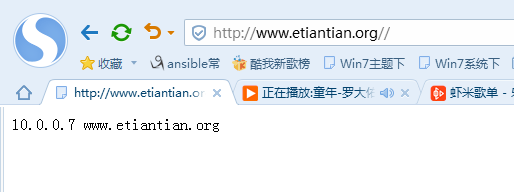 http://www.etiantian.org//
收藏 ansible常 酷我新歌榜 Win7主题下 Win7系统下
http://www.etiantian.or 正在播放:童年-罗大佑 虾米歌单 -
10.0.0.7 www.etiantian.org